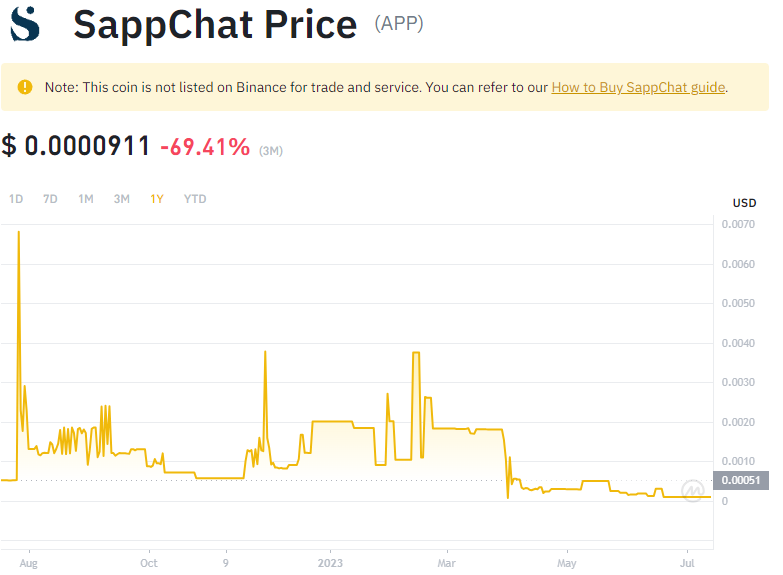 SappChat Price (APP)
Note: This coin is not listed on Binance for trade and service. You can refer to our How to Buy SappChat guide.
$ 0.0000911 -69.41% (3M)
1D 7D 1M 3M 1Y YTD
USD
0.0070
0.0060
0.0050
0.0040
0.0030
0.0020
0.0010
0.00051
0
Aug Oct 9 2023 Mar May Jul